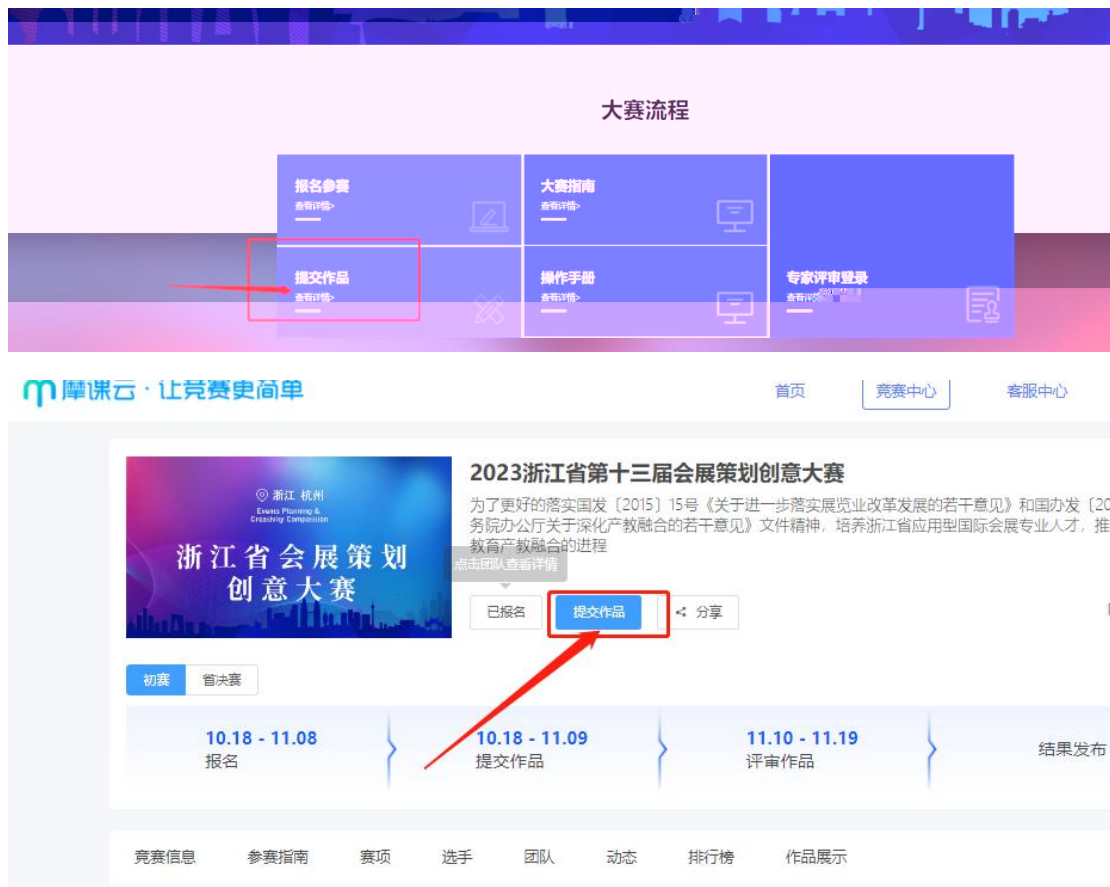 大赛流程
报名参赛
查看详情>
大赛指南
查看详情>
提交作品
查看详情>
操作手册
查看详情>
专家评审登录
摩课云·让竞赛更简单
首页
竞赛中心
客服中心
浙江 杭州
Events Planning &
Creativity Competition
浙江省会展策划
创意大赛
2023浙江省第十三届会展策划创意大赛
为了更好的落实国发〔2015〕15号《关于进一步落实展览业改革发展的若干意见》和国办发〔20
务院办公厅关于深化产教融合的若干意见》文件精神，培养浙江省应用型国际会展专业人才，推
教育产教融合的进程
点击团队查看详情
已报名
提交作品
分享
初赛
省决赛
10.18 - 11.08
报名
10.18 - 11.09
提交作品
11.10 - 11.19
评审作品
结果发布
竞赛信息
参赛指南
赛项
选手
团队
动态
排行榜
作品展示